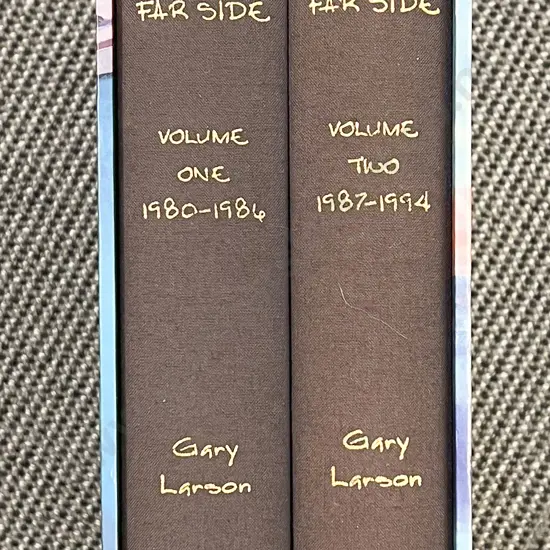 FAR SIDE
VOLUME
ONE
1980-1986
Gary
Larson
FAR SIDE
VOLUME
TWO
1987-1994
Gary
Larson